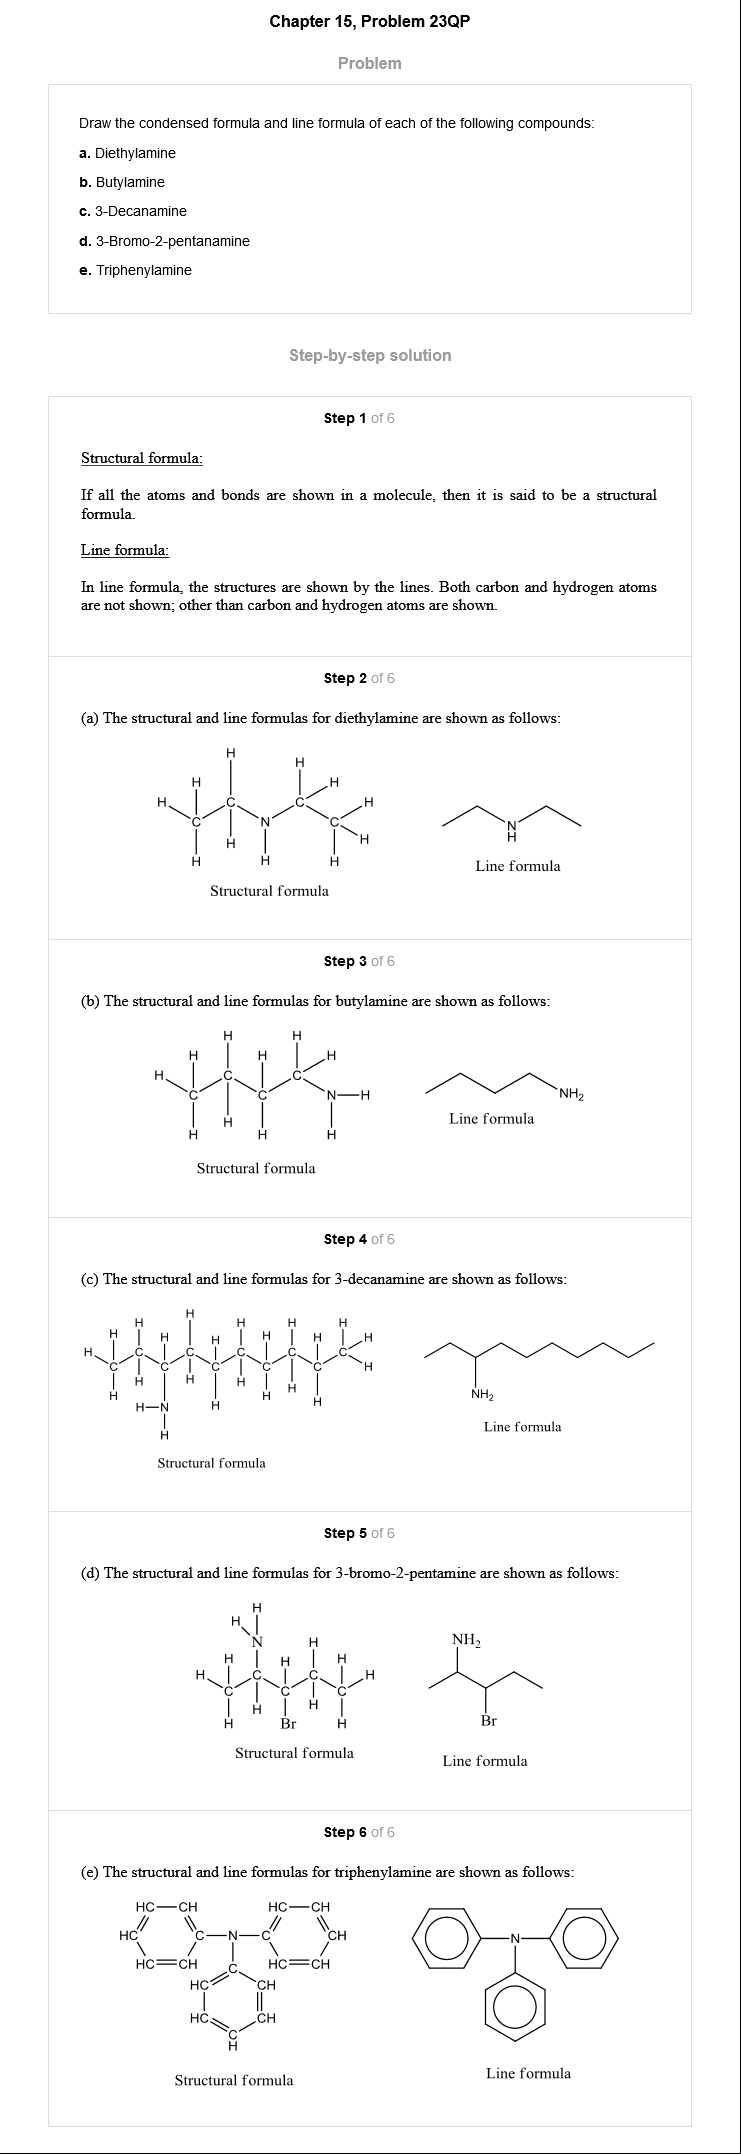 Chapter 15, Problem 23QP
Problem
Draw the condensed formula and line formula of each of the following compounds:
a. Diethylamine
b. Butylamine
c. 3-Decanamine
d. 3-Bromo-2-pentanamine
e. Triphenylamine
Step-by-step solution
Step 1 of 6
Structural formula:
If all the atoms and bonds are shown in a molecule, then it is said to be a structural
formula.
Line formula:
In line formula, the structures are shown by the lines. Both carbon and hydrogen atoms
are not shown; other than carbon and hydrogen atoms are shown.
Step 2 of 6
(a) The structural and line formulas for diethylamine are shown as follows:
H
H
H H
H C C H
C N C H
H N
H H H H
Line formula
Structural formula
Step 3 of 6
(b) The structural and line formulas for butylamine are shown as follows:
H H
H H H
H C C
C C N H NH2
H
H H H
Line formula
Structural formula
Step 4 of 6
(c) The structural and line formulas for 3-decanamine are shown as follows:
H
H H H H
H H H H H H
H C C C C C
C C C C C H
H H H H
H H NH2
H N H H
H
Line formula
Structural formula
Step 5 of 6
(d) The structural and line formulas for 3-bromo-2-pentamine are shown as follows:
H
H
N H NH2
H H H
H C C H
C C C
H H
H Br H Br
Structural formula
Line formula
Step 6 of 6
(e) The structural and line formulas for triphenylamine are shown as follows:
HC CH HC CH
HC C N C CH N
HC CH C HC CH
HC CH
HC CH
C
H
Line formula
Structural formula